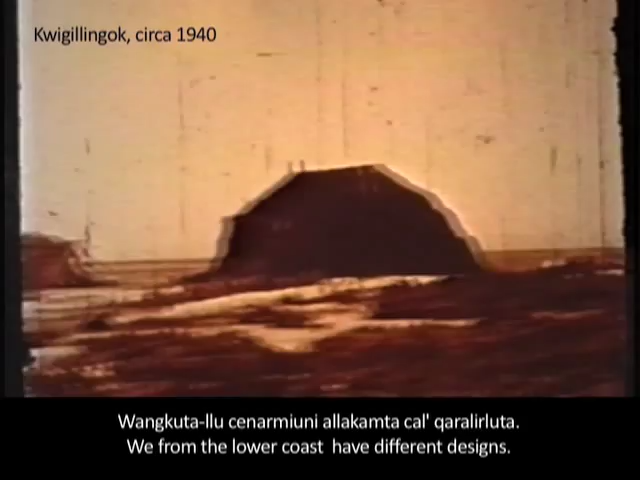 Kwigillingok, circa 1940
Wangkuta-llu cenarmiuni allakamta cal' qaralirluta.
We from the lower coast  have different designs.